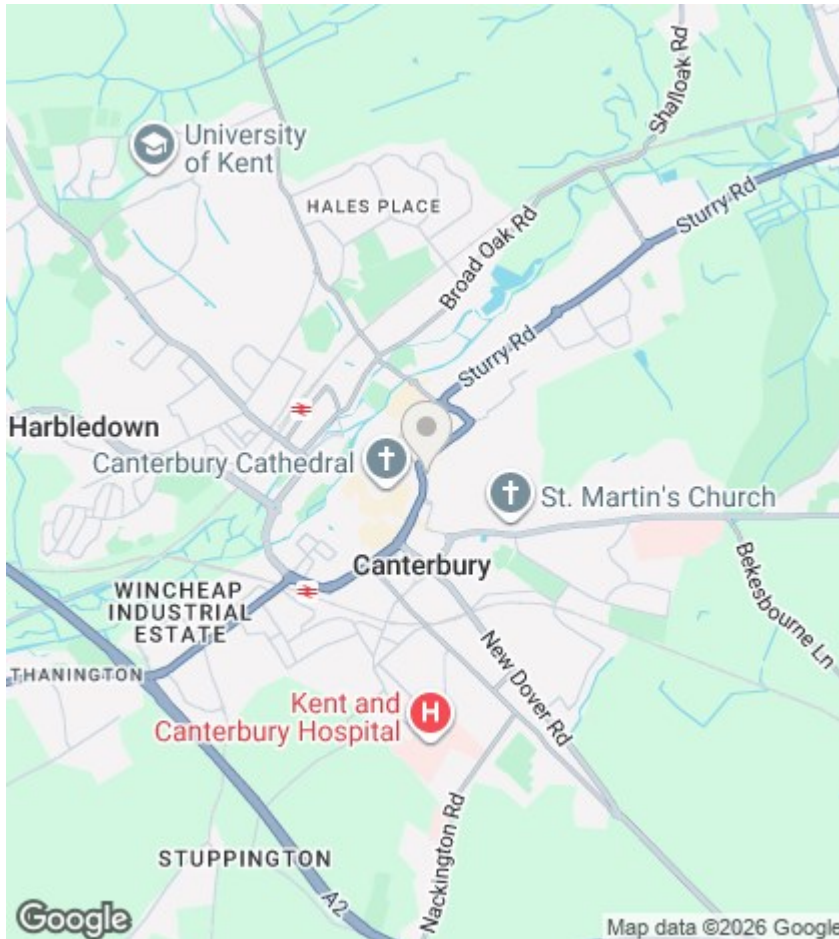 Shalloak Rd
University
of Kent
HALES PLACE
Broad Oak Rd
Sturry Rd
Sturry Rd
Harbledown
Canterbury Cathedral
St. Martin's Church
Canterbury
WINCHEAP
INDUSTRIAL
ESTATE
Bekesbourne Ln
THANINGTON
New Dover Rd
Kent and
Canterbury Hospital
H
Nackington Rd
STUPPINGTON
A2
Google
Map data ©2026 Google